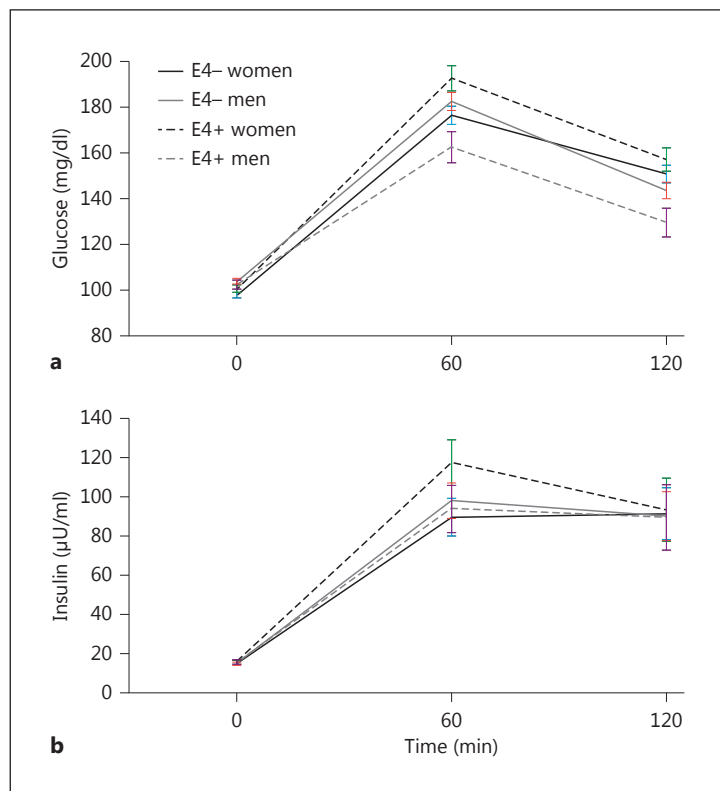 200
180
160
140
120
100
80
Glucose (mg/dl)
E4– women
E4– men
E4+ women
E4+ men
0 60 120
a
140
120
100
80
60
40
20
0
Insulin (µU/ml)
0 60 120
Time (min)
b